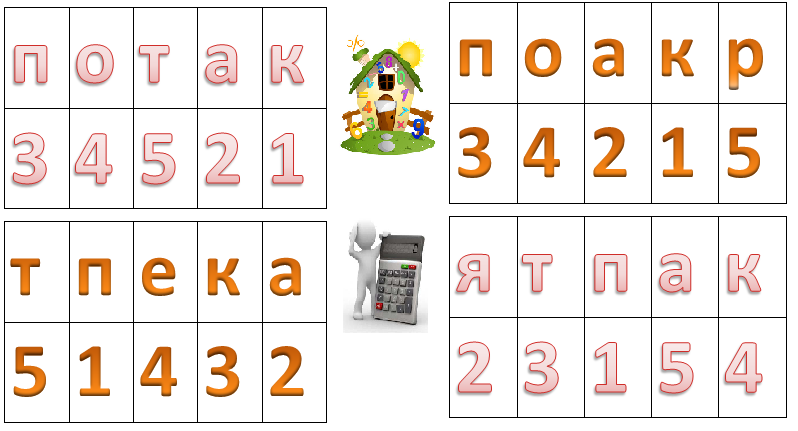 п о т а к
3 4 5 2 1
п о а к р
3 4 2 1 5
т п е к а
5 1 4 3 2
я т п а к
2 3 1 5 4